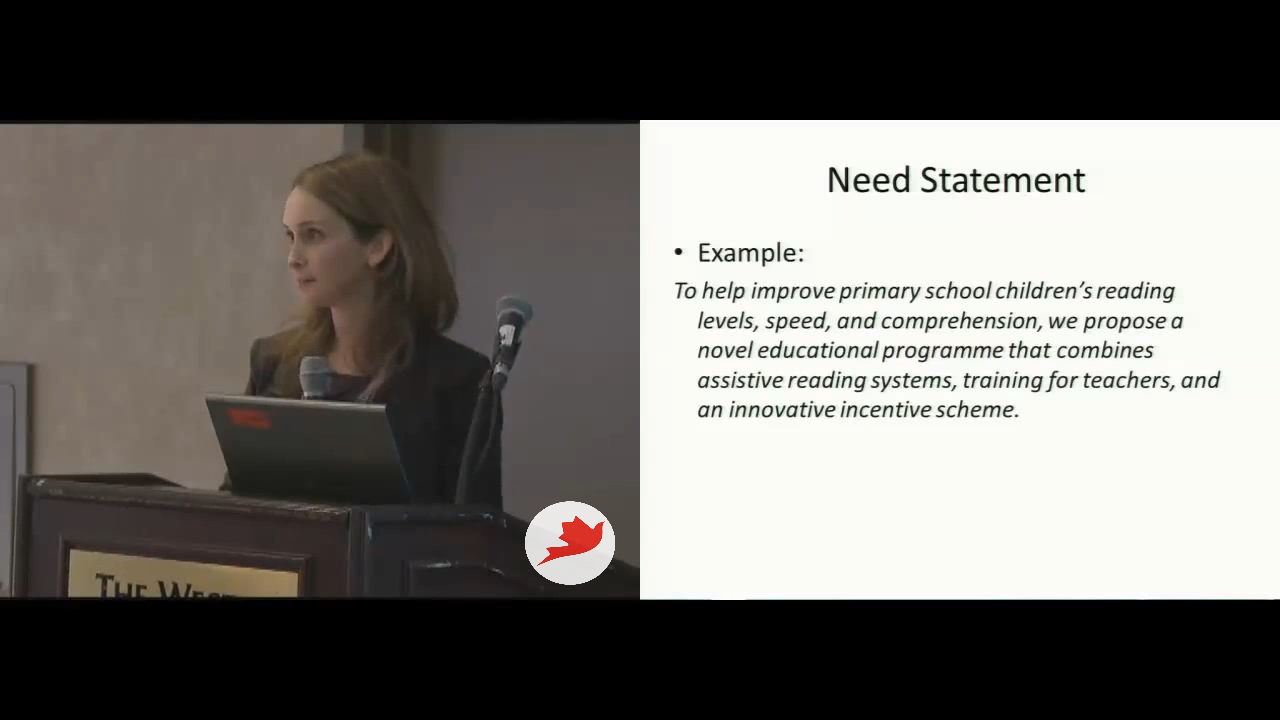 Need Statement
• Example:
To help improve primary school children's reading
levels, speed, and comprehension, we propose a
novel educational programme that combines
assistive reading systems, training for teachers, and
an innovative incentive scheme.
THE